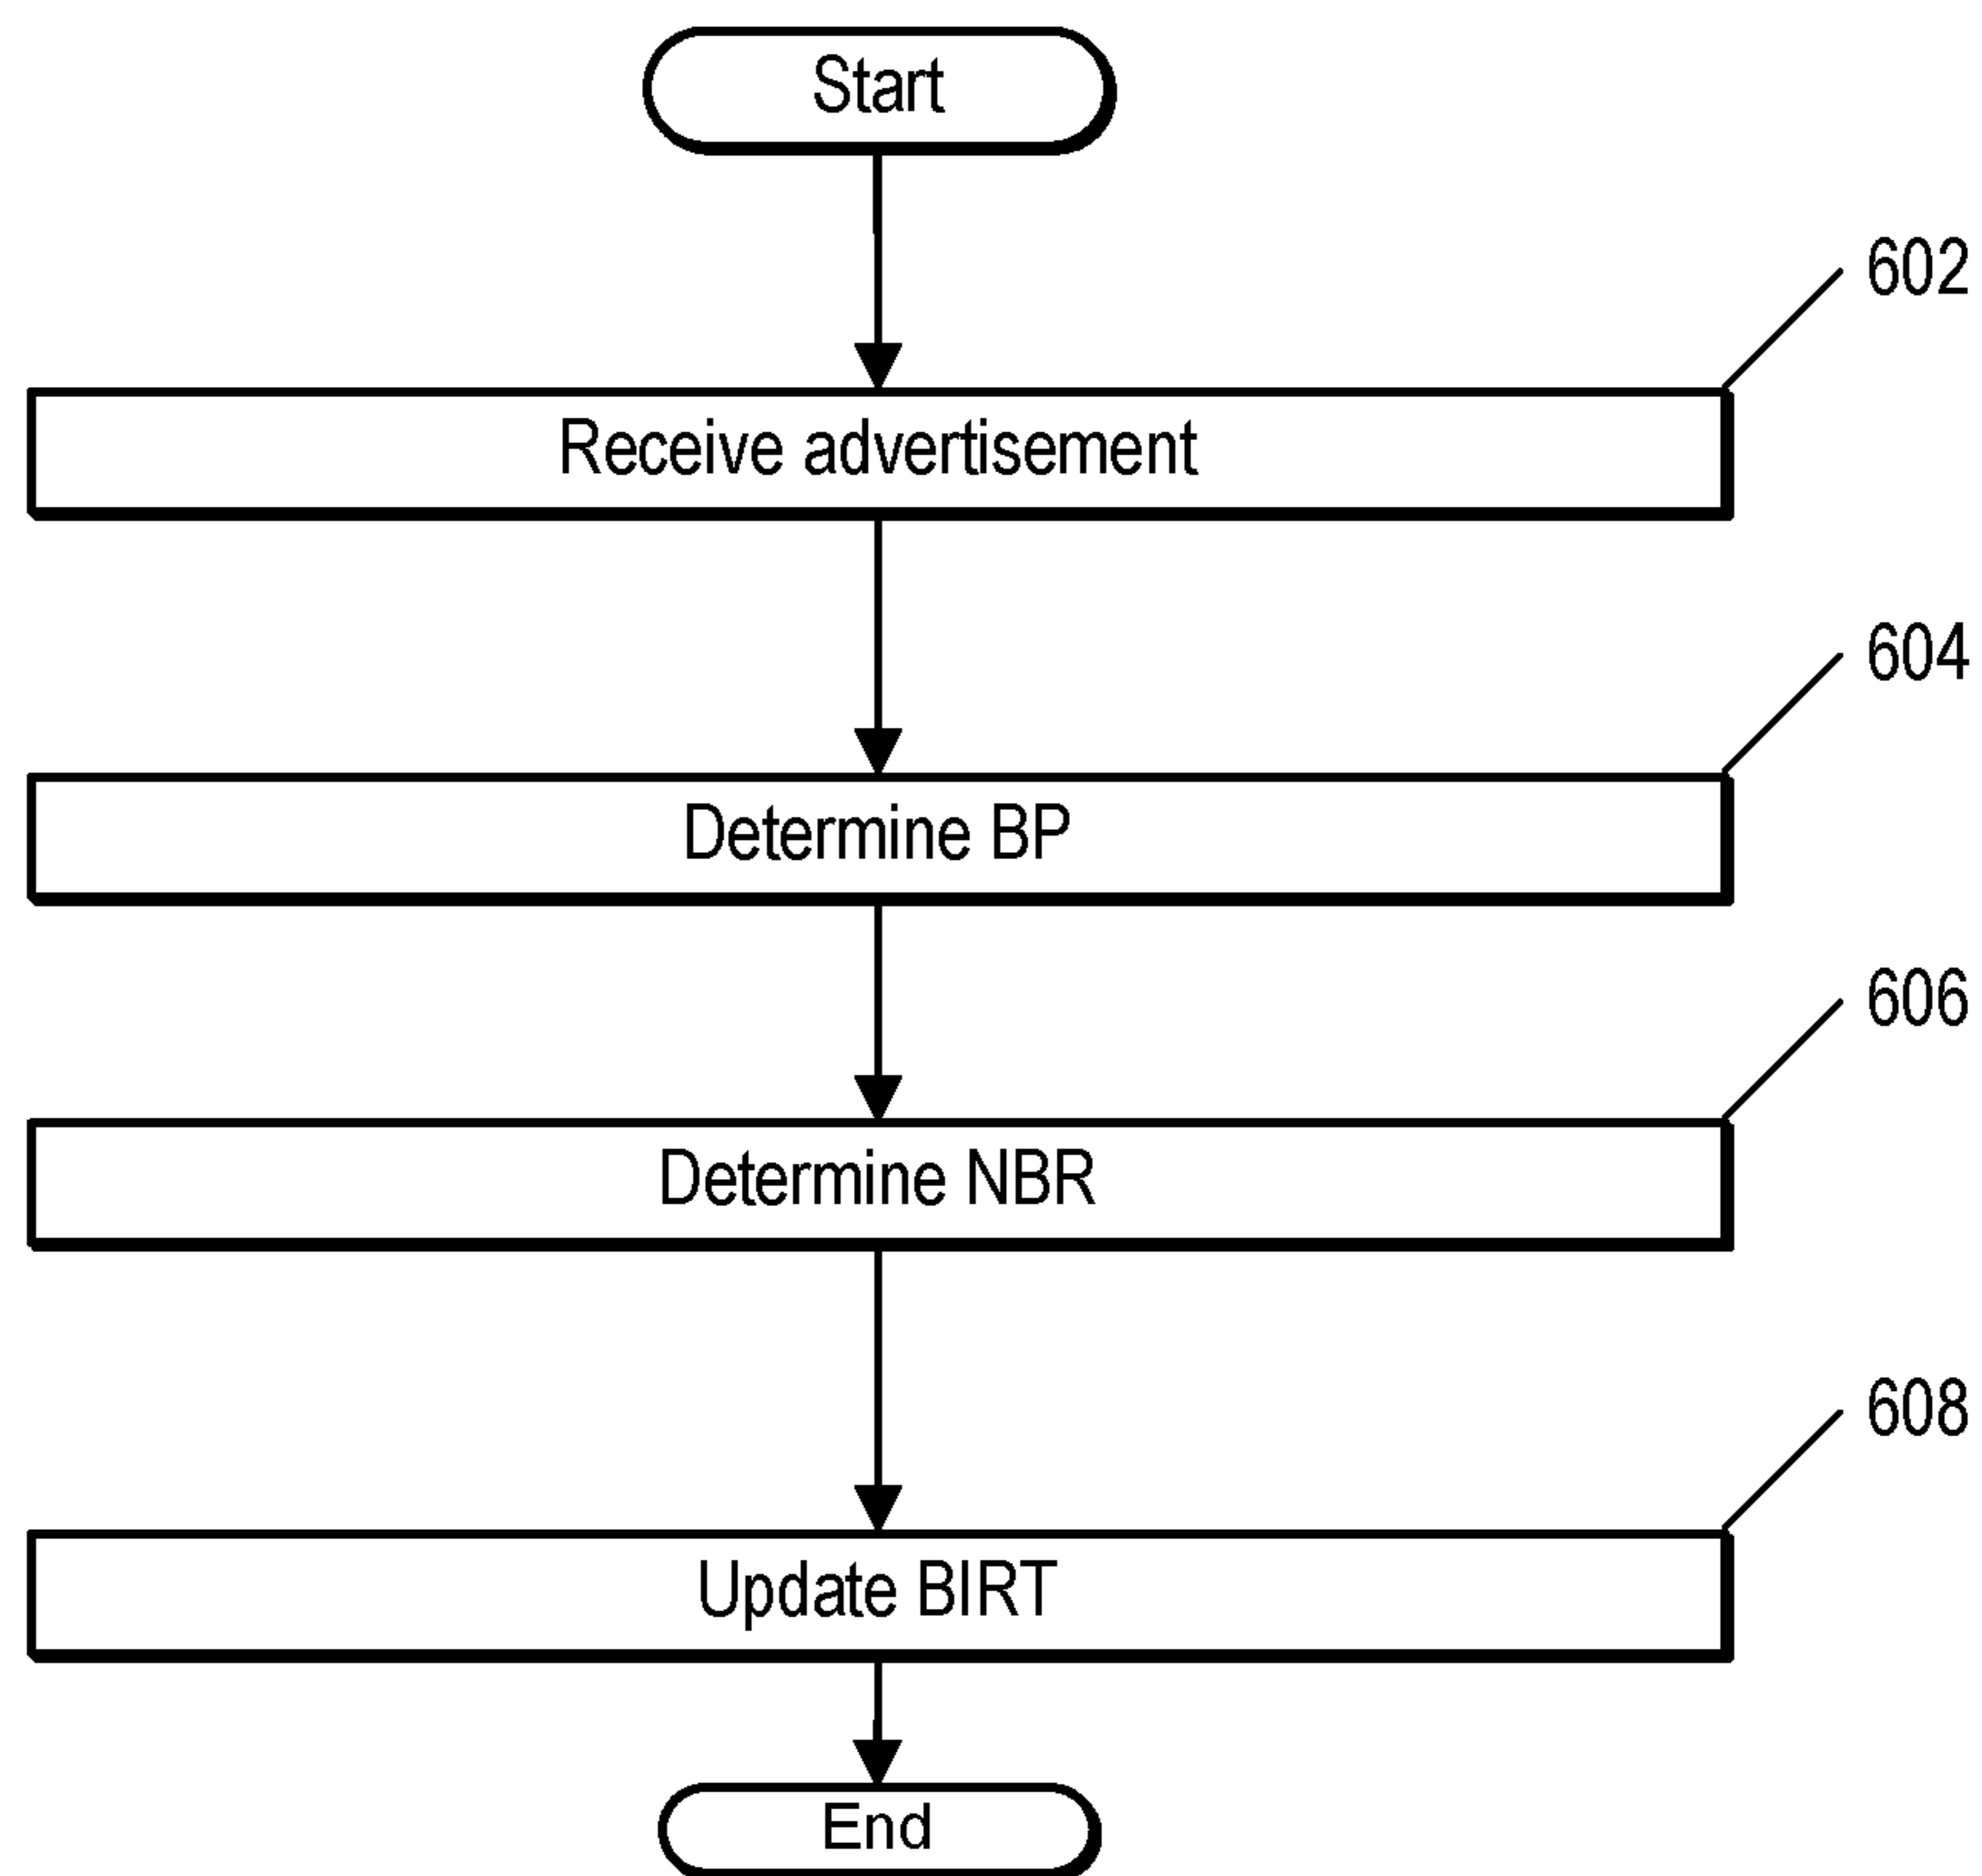 Start
602
Receive advertisement
604
Determine BP
606
Determine NBR
608
Update BIRT
End